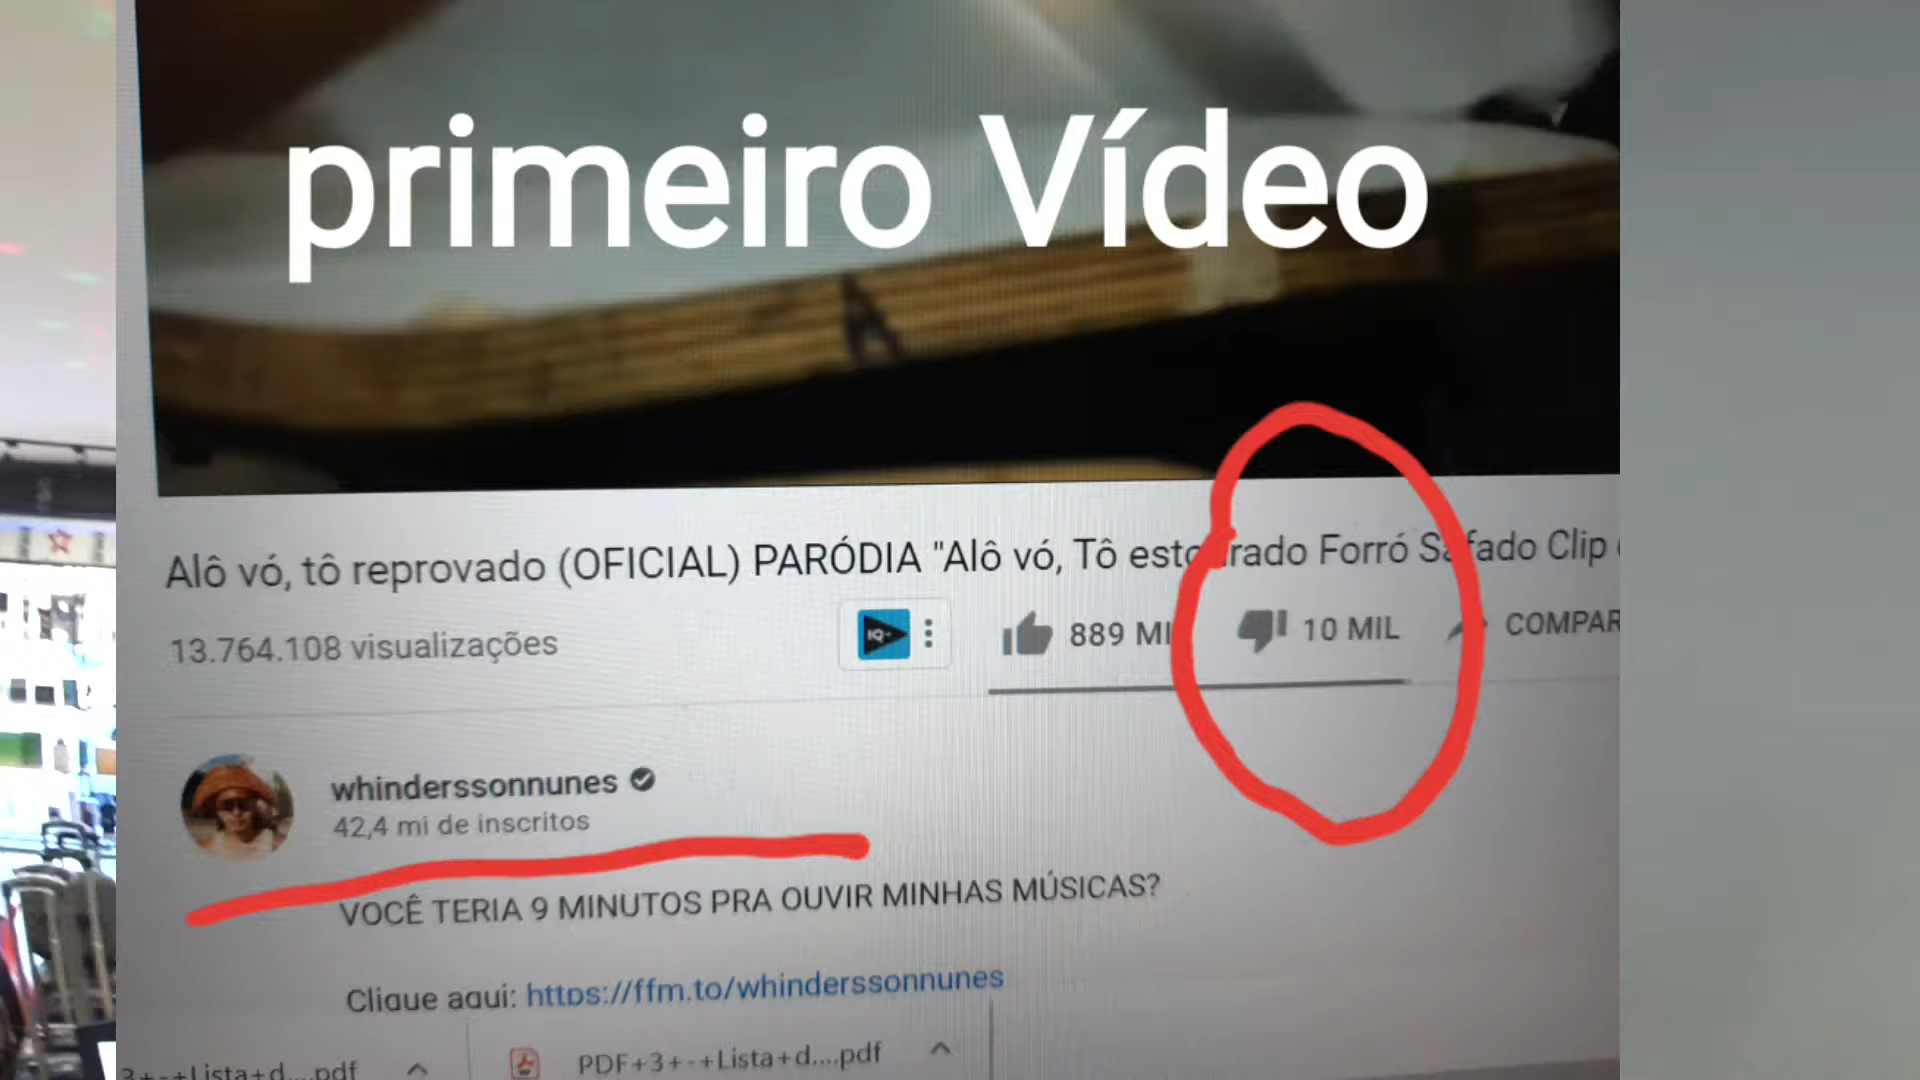 primeiro Vídeo
Alô vó, tô reprovado (OFICIAL) PARÓDIA "Alô vó, Tô estourado Forró Safado Clip
13.764.108 visualizações
IQ
889 MI
10 MIL
COMPAR
whinderssonnunes
42,4 mi de inscritos
VOCÊ TERIA 9 MINUTOS PRA OUVIR MINHAS MÚSICAS?
Clique aqui: https://ffm.to/whinderssonnunes
3+-+Lista+d....pdf
PDF+3+-+Lista+d....pdf